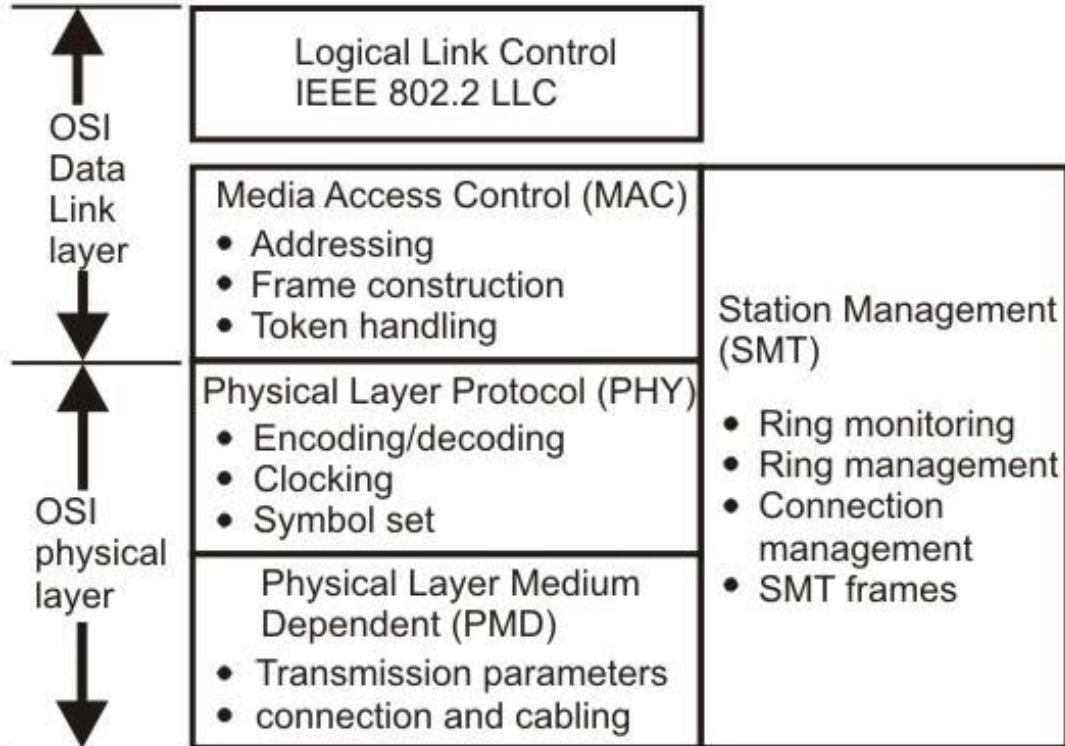 OSI
Data
Link
layer
Logical Link Control
IEEE 802.2 LLC
Media Access Control (MAC)
• Addressing
• Frame construction
• Token handling
OSI
physical
layer
Physical Layer Protocol (PHY)
• Encoding/decoding
• Clocking
• Symbol set
Physical Layer Medium
Dependent (PMD)
• Transmission parameters
• connection and cabling
Station Management
(SMT)
• Ring monitoring
• Ring management
• Connection
management
• SMT frames